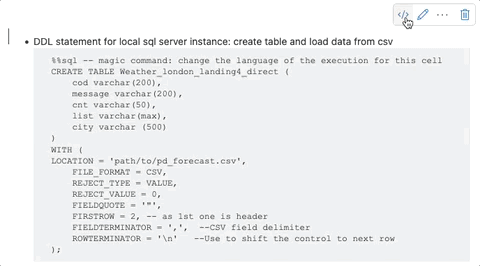 DDL statement for local sql server instance: create table and load data from csv
%%sql -- magic command: change the language of the execution for this cell
CREATE TABLE Weather_london_landing4_direct (
cod varchar(200),
message varchar(200),
cnt varchar(50),
list varchar(max),
city varchar (500)
)
WITH (
LOCATION = 'path/to/pd_forecast.csv',
FILE_FORMAT = CSV,
REJECT_TYPE = VALUE,
REJECT_VALUE = 0,
FIELDQUOTE = '"',
FIRSTROW = 2, -- as 1st one is header
FIELDTERMINATOR = ',',  --CSV field delimiter
ROWTERMINATOR = '\n'   --Use to shift the control to next row
);